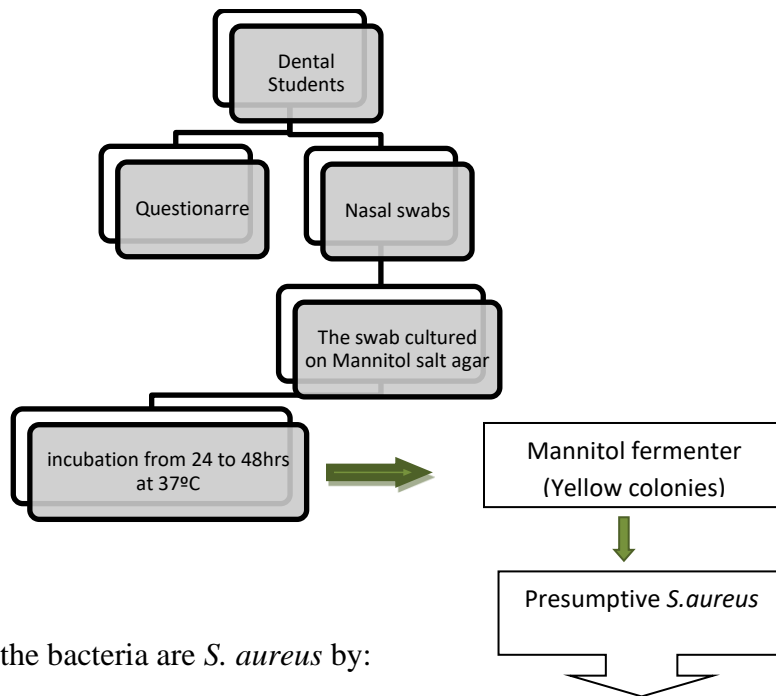 Dental
Students
Questionarre
Nasal swabs
The swab cultured
on Mannitol salt agar
incubation from 24 to 48hrs
at 37ºC
Mannitol fermenter
(Yellow colonies)
Presumptive S.aureus
the bacteria are S. aureus by: